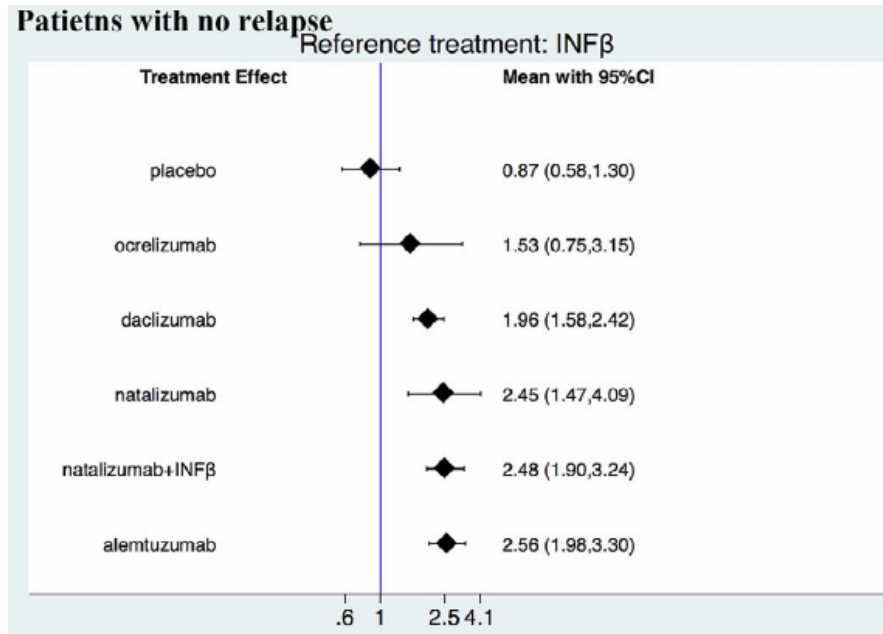 Patietns with no relapse
Reference treatment: INFβ
Treatment Effect Mean with 95%CI
placebo 0.87 (0.58,1.30)
ocrelizumab 1.53 (0.75,3.15)
daclizumab 1.96 (1.58,2.42)
natalizumab 2.45 (1.47,4.09)
natalizumab+INFβ 2.48 (1.90,3.24)
alemtuzumab 2.56 (1.98,3.30)
.6 1 2.5 4.1